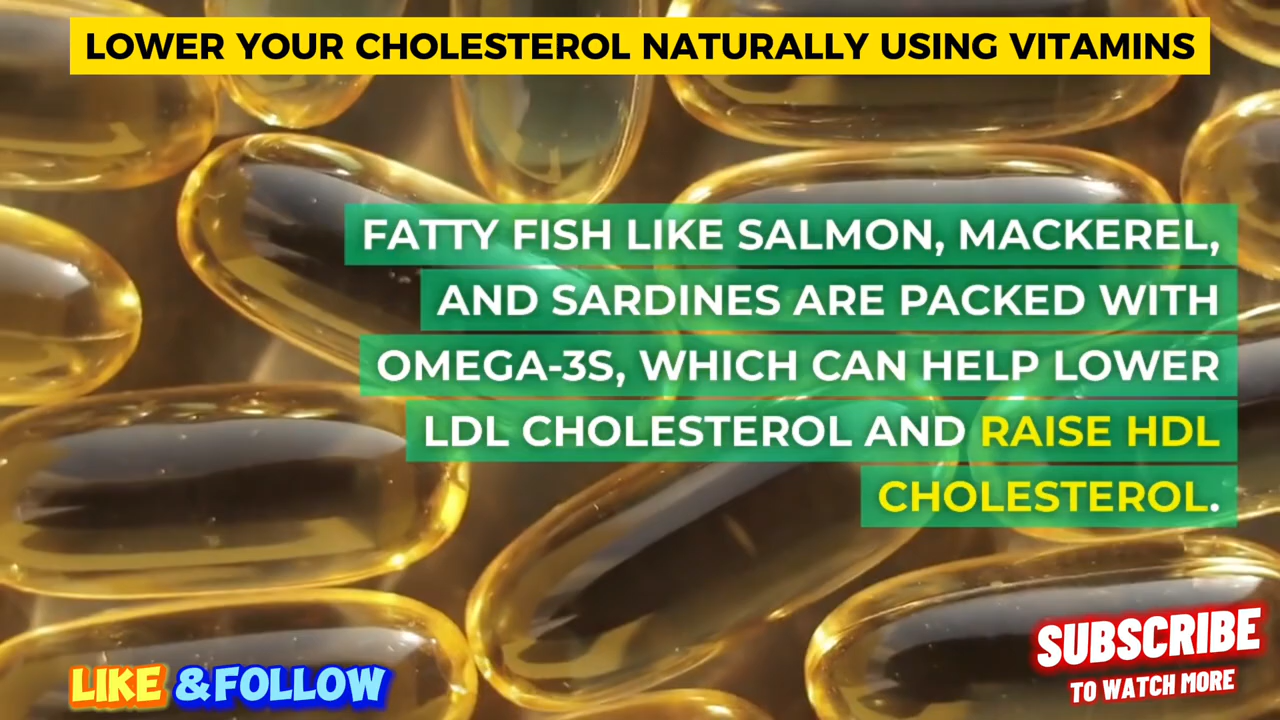 LOWER YOUR CHOLESTEROL NATURALLY USING VITAMINS
FATTY FISH LIKE SALMON, MACKEREL,
AND SARDINES ARE PACKED WITH
OMEGA-3S, WHICH CAN HELP LOWER
LDL CHOLESTEROL AND RAISE HDL
CHOLESTEROL.
LIKE &FOLLOW
SUBSCRIBE
TO WATCH MORE